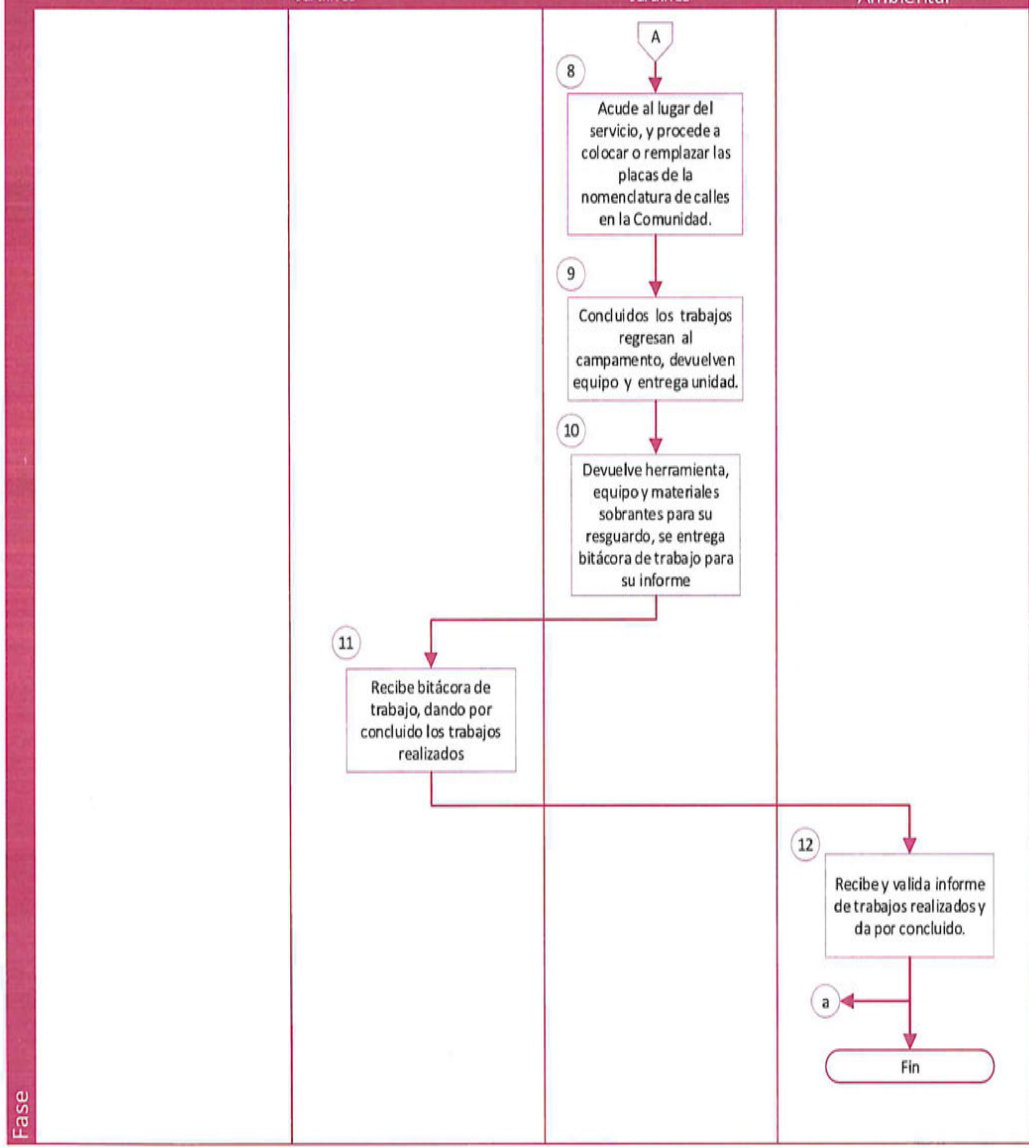 Ambiental
A
8
Acude al lugar del
servicio, y procede a
colocar o remplazar las
placas de la
nomenclatura de calles
en la Comunidad.
9
Concluidos los trabajos
regresan al
campamento, devuelven
equipo y entrega unidad.
10
Devuelve herramienta,
equipo y materiales
sobrantes para su
resguardo, se entrega
bitácora de trabajo para
su informe
11
Recibe bitácora de
trabajo, dando por
concluido los trabajos
realizados
12
Recibe y valida informe
de trabajos realizados y
da por concluido.
a
Fin
Fase